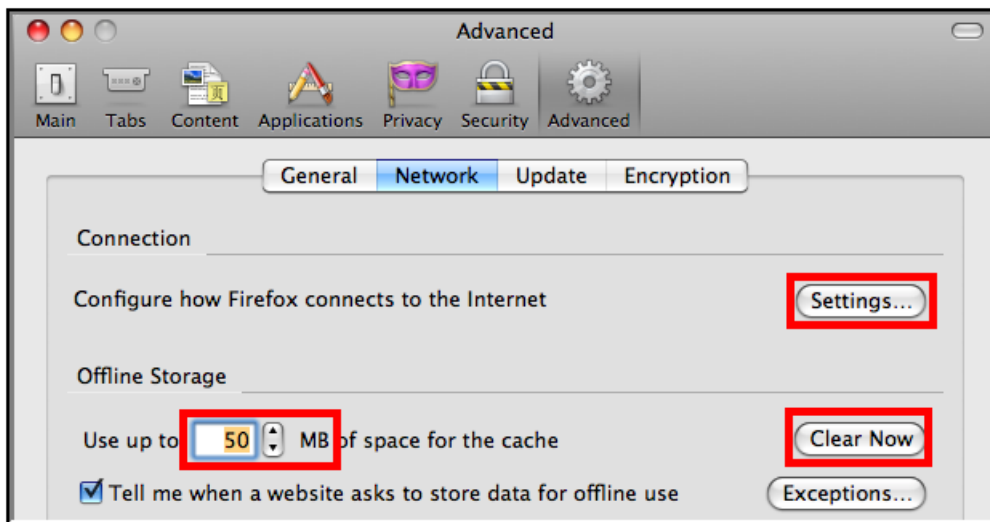 Advanced
Main Tabs Content Applications Privacy Security Advanced
General Network Update Encryption
Connection
Configure how Firefox connects to the Internet Settings...
Offline Storage
Use up to 50 MB of space for the cache Clear Now
Tell me when a website asks to store data for offline use Exceptions...